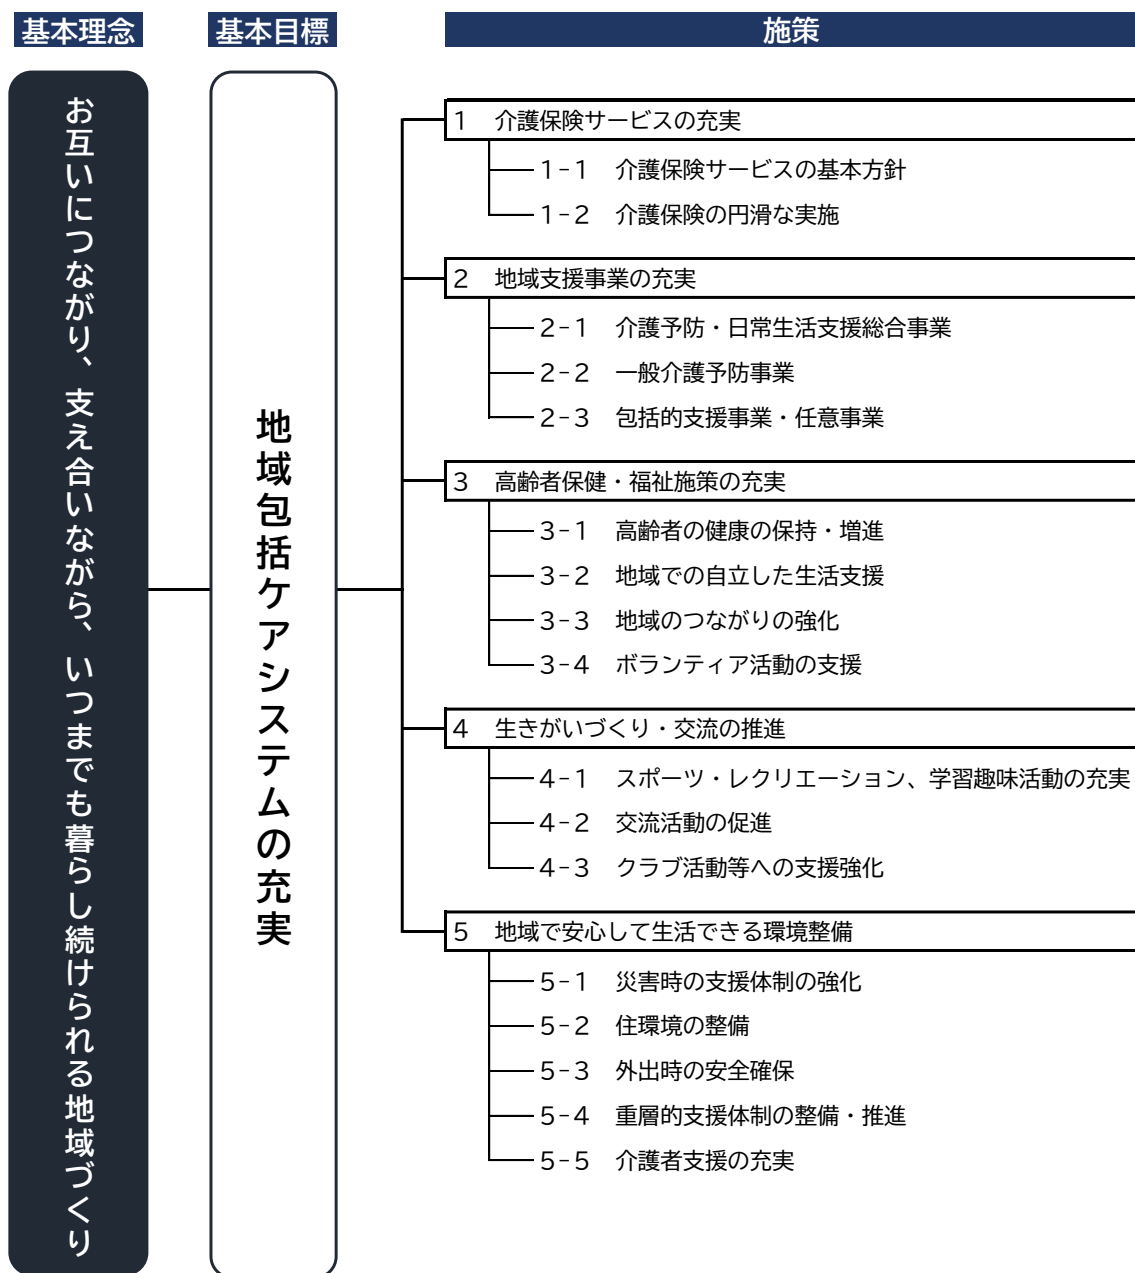 基本理念
基本目標
施策
お互いにつながり、支え合いながら、いつまでも暮らし続けられる地域づくり
地域包括ケアシステムの充実
1 介護保険サービスの充実
1-1 介護保険サービスの基本方針
1-2 介護保険の円滑な実施
2 地域支援事業の充実
2-1 介護予防・日常生活支援総合事業
2-2 一般介護予防事業
2-3 包括的支援事業・任意事業
3 高齢者保健・福祉施策の充実
3-1 高齢者の健康の保持・増進
3-2 地域での自立した生活支援
3-3 地域のつながりの強化
3-4 ボランティア活動の支援
4 生きがいづくり・交流の推進
4-1 スポーツ・レクリエーション、学習趣味活動の充実
4-2 交流活動の促進
4-3 クラブ活動等への支援強化
5 地域で安心して生活できる環境整備
5-1 災害時の支援体制の強化
5-2 住環境の整備
5-3 外出時の安全確保
5-4 重層的支援体制の整備・推進
5-5 介護者支援の充実